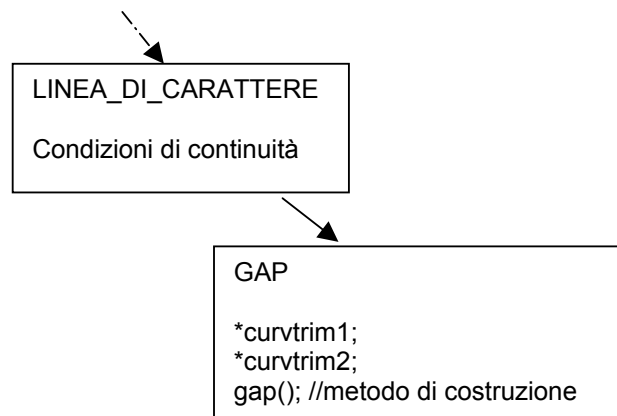 LINEA_DI_CARATTERE
Condizioni di continuità
GAP
*curvtrim1;
*curvtrim2;
gap(); //metodo di costruzione